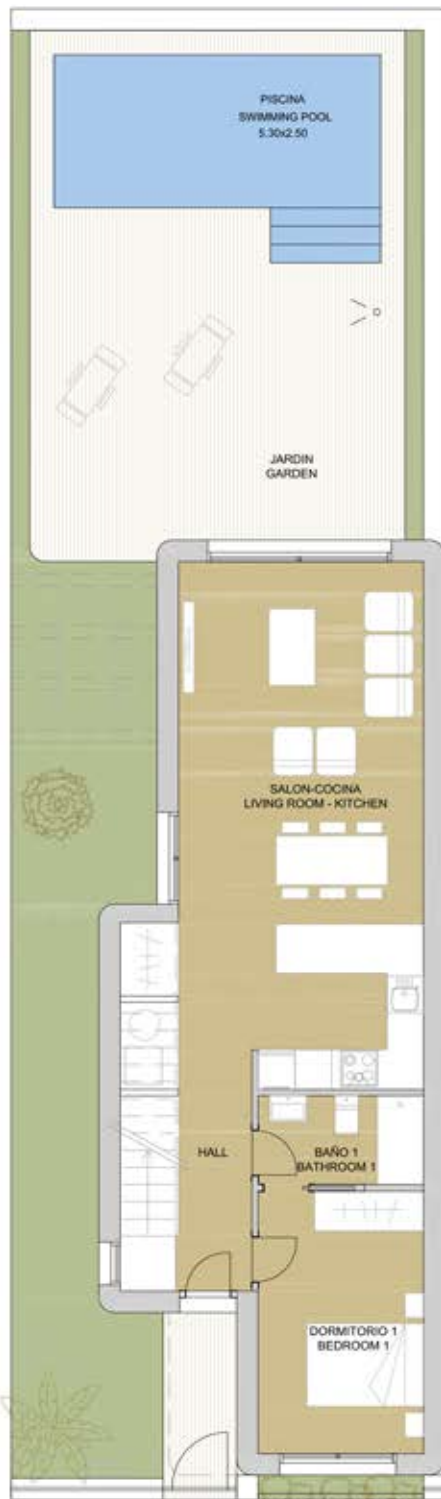 PISCINA
SWIMMING POOL
5.30x2.50
JARDIN
GARDEN
SALON-COCINA
LIVING ROOM - KITCHEN
HALL
BAÑO 1
BATHROOM 1
DORMITORIO 1
BEDROOM 1